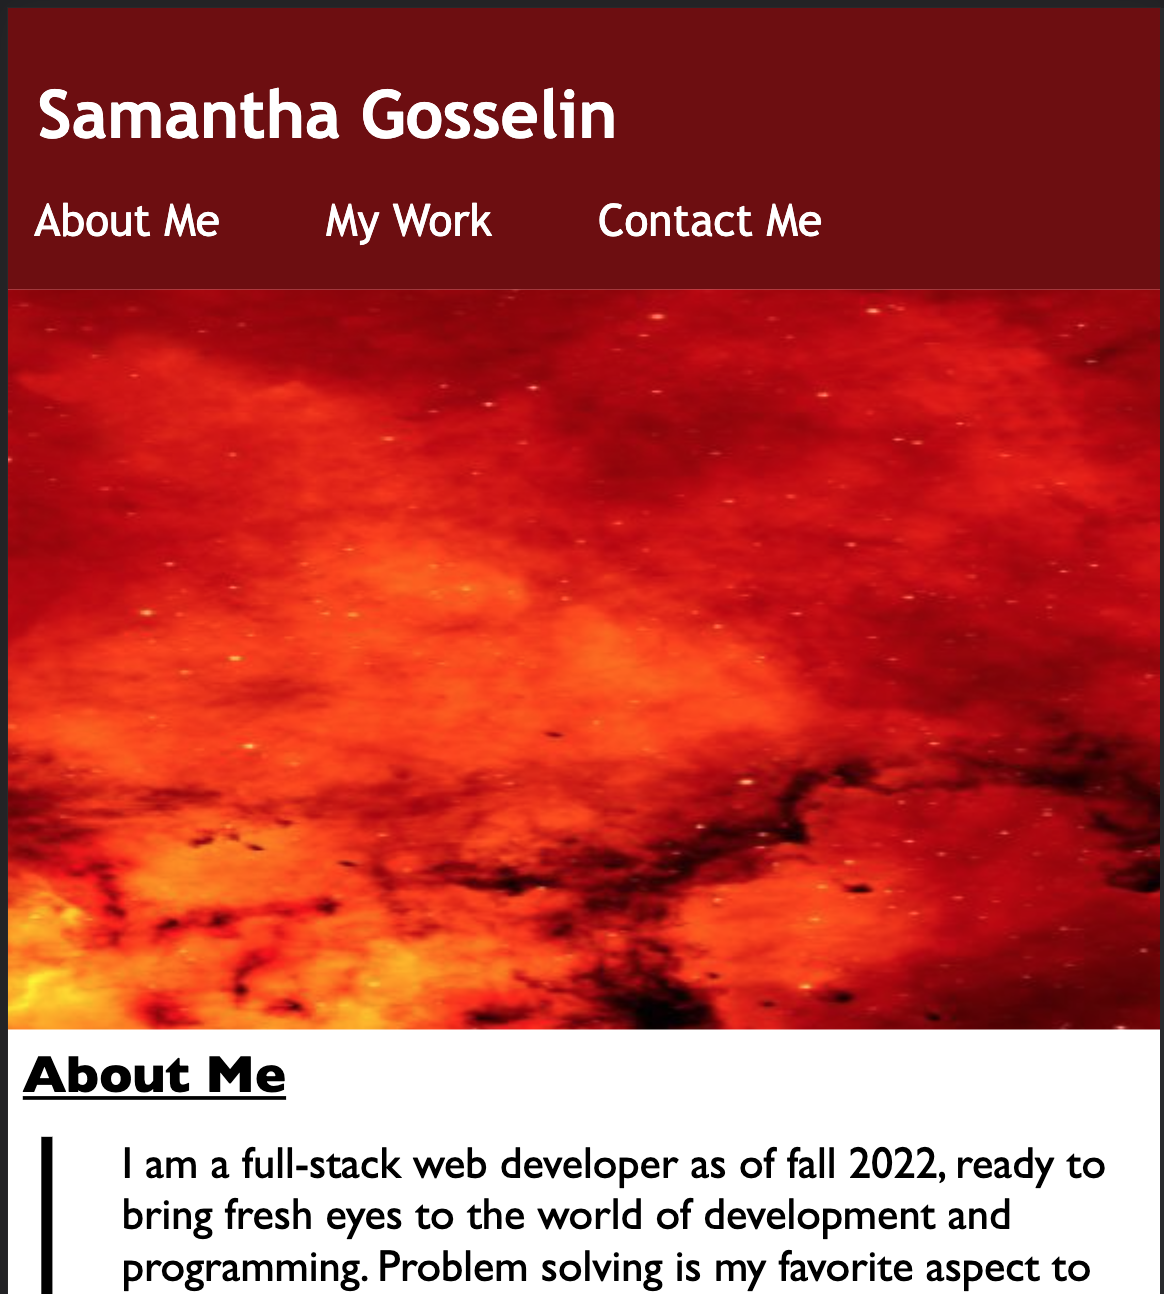 Samantha Gosselin
About Me My Work Contact Me
About Me
I am a full-stack web developer as of fall 2022, ready to
bring fresh eyes to the world of development and
programming. Problem solving is my favorite aspect to